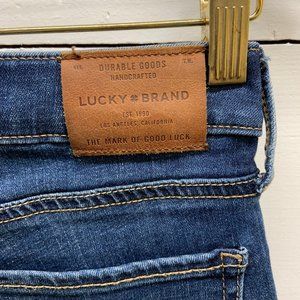 DURABLE GOODS
HANDCRAFTED
LUCKY BRAND
EST. 1990
LOS ANGELES, CALIFORNIA
THE MARK OF GOOD LUCK